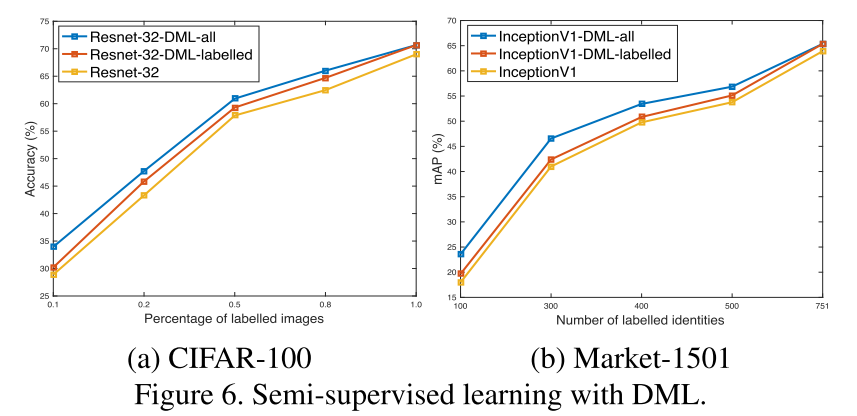 75
70
65
60
55
50
45
40
35
30
25
Accuracy (%)
Resnet-32-DML-all
Resnet-32-DML-labelled
Resnet-32
0.1 0.2 0.5 0.8 1.0
Percentage of labelled images
(a) CIFAR-100
70
65
60
55
50
45
40
35
30
25
20
15
mAP (%)
InceptionV1-DML-all
InceptionV1-DML-labelled
InceptionV1
100 300 400 500 751
Number of labelled identities
(b) Market-1501
Figure 6. Semi-supervised learning with DML.